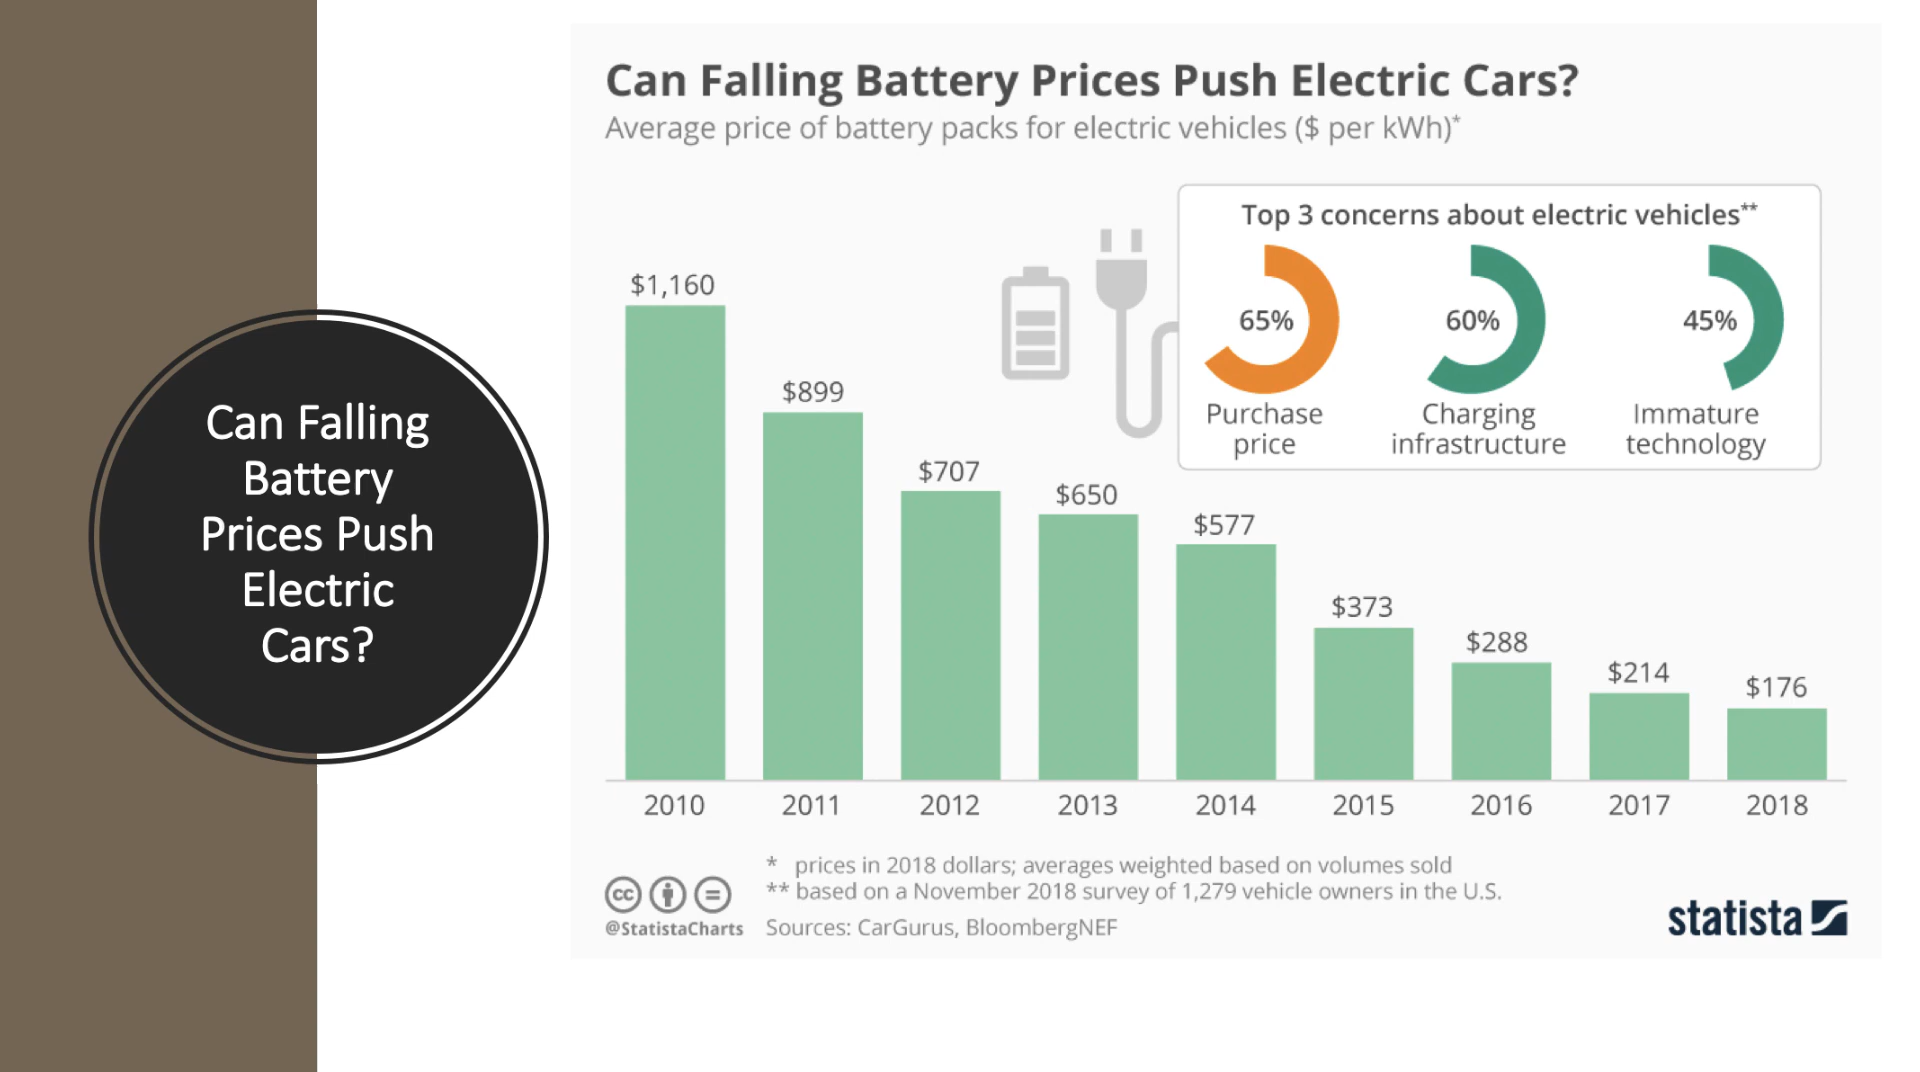 Can Falling
Battery
Prices Push
Electric
Cars?
Can Falling Battery Prices Push Electric Cars?
Average price of battery packs for electric vehicles ($ per kWh)*
Top 3 concerns about electric vehicles**
65%
60%
45%
Purchase
price
Charging
infrastructure
Immature
technology
$1,160
$899
$707
$650
$577
$373
$288
$214
$176
2010
2011
2012
2013
2014
2015
2016
2017
2018
* prices in 2018 dollars; averages weighted based on volumes sold
** based on a November 2018 survey of 1,279 vehicle owners in the U.S.
cc
@StatistaCharts
Sources: CarGurus, BloombergNEF
statista